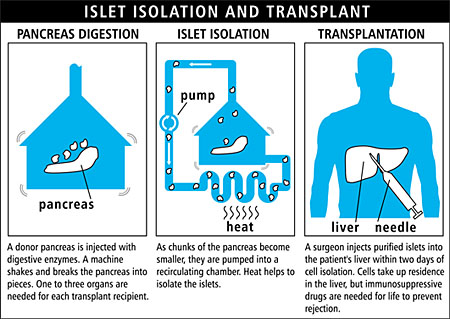 ISLET ISOLATION AND TRANSPLANT
PANCREAS DIGESTION
pancreas
A donor pancreas is injected with
digestive enzymes. A machine
shakes and breaks the pancreas into
pieces. One to three organs are
needed for each transplant recipient.
ISLET ISOLATION
pump
heat
As chunks of the pancreas become
smaller, they are pumped into a
recirculating chamber. Heat helps to
isolate the islets.
TRANSPLANTATION
liver needle
A surgeon injects purified islets into
the patient's liver within two days of
cell isolation. Cells take up residence
in the liver, but immunosuppressive
drugs are needed for life to prevent
rejection.